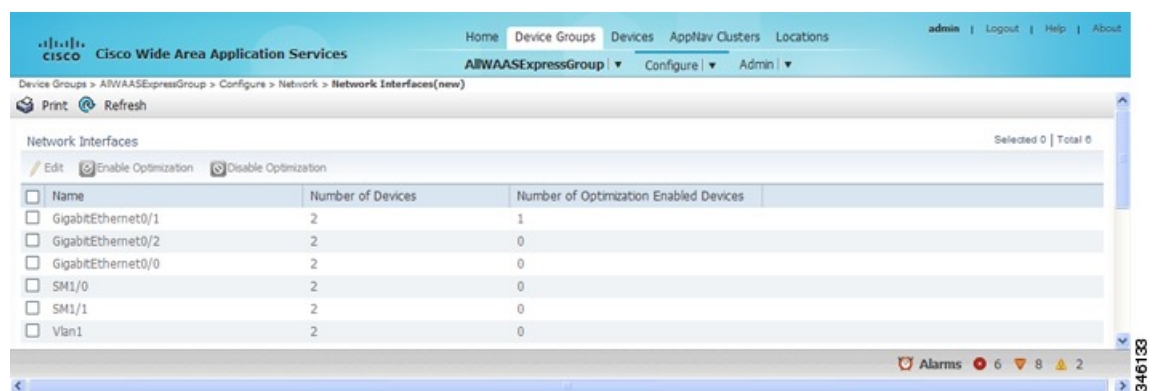 Home Device Groups Devices AppNav Clusters Locations
admin | Logout | Help | About
CISCO Cisco Wide Area Application Services
AllWAASExpressGroup | Configure | Admin |
Device Groups > AllWAASExpressGroup > Configure > Network > Network Interfaces(new)
Print Refresh
Network Interfaces
Selected 0 | Total 6
Edit Enable Optimization Disable Optimization
Name Number of Devices Number of Optimization Enabled Devices
GigabitEthernet0/1 2 1
GigabitEthernet0/2 2 0
GigabitEthernet0/0 2 0
SM1/0 2 0
SM1/1 2 0
Vlan1 2 0
Alarms 6 8 2
346133